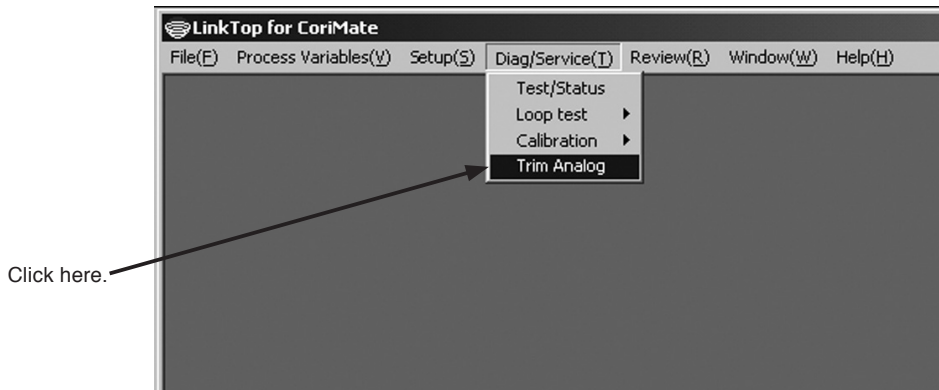 LinkTop for CoriMate
File(F) Process Variables(V) Setup(S) Diag/Service(T) Review(R) Window(W) Help(H)
Test/Status
Loop test
Calibration
Trim Analog
Click here.